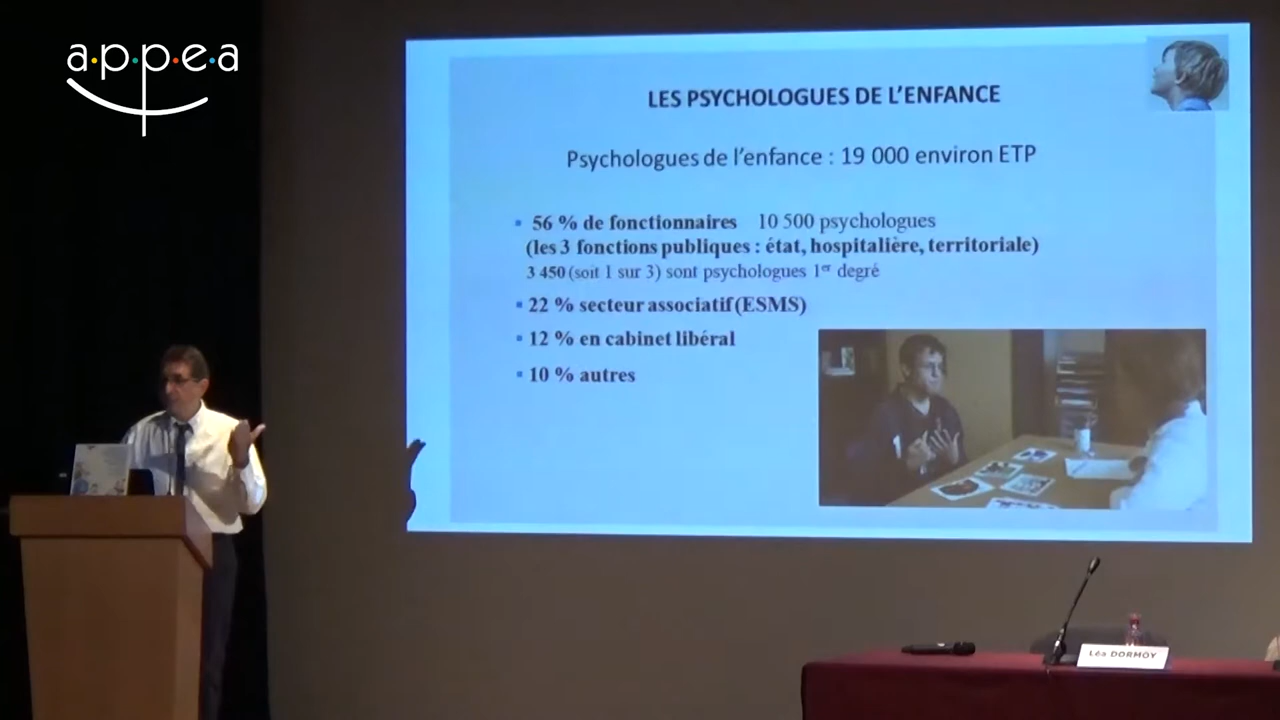 a·p·p·e·a
LES PSYCHOLOGUES DE L'ENFANCE
Psychologues de l'enfance : 19 000 environ ETP
▪ 56 % de fonctionnaires 10 500 psychologues
(les 3 fonctions publiques : état, hospitalière, territoriale)
3 450 (soit 1 sur 3) sont psychologues 1er degré
▪ 22 % secteur associatif (ESMS)
▪ 12 % en cabinet libéral
▪ 10 % autres
Léa DORMOY